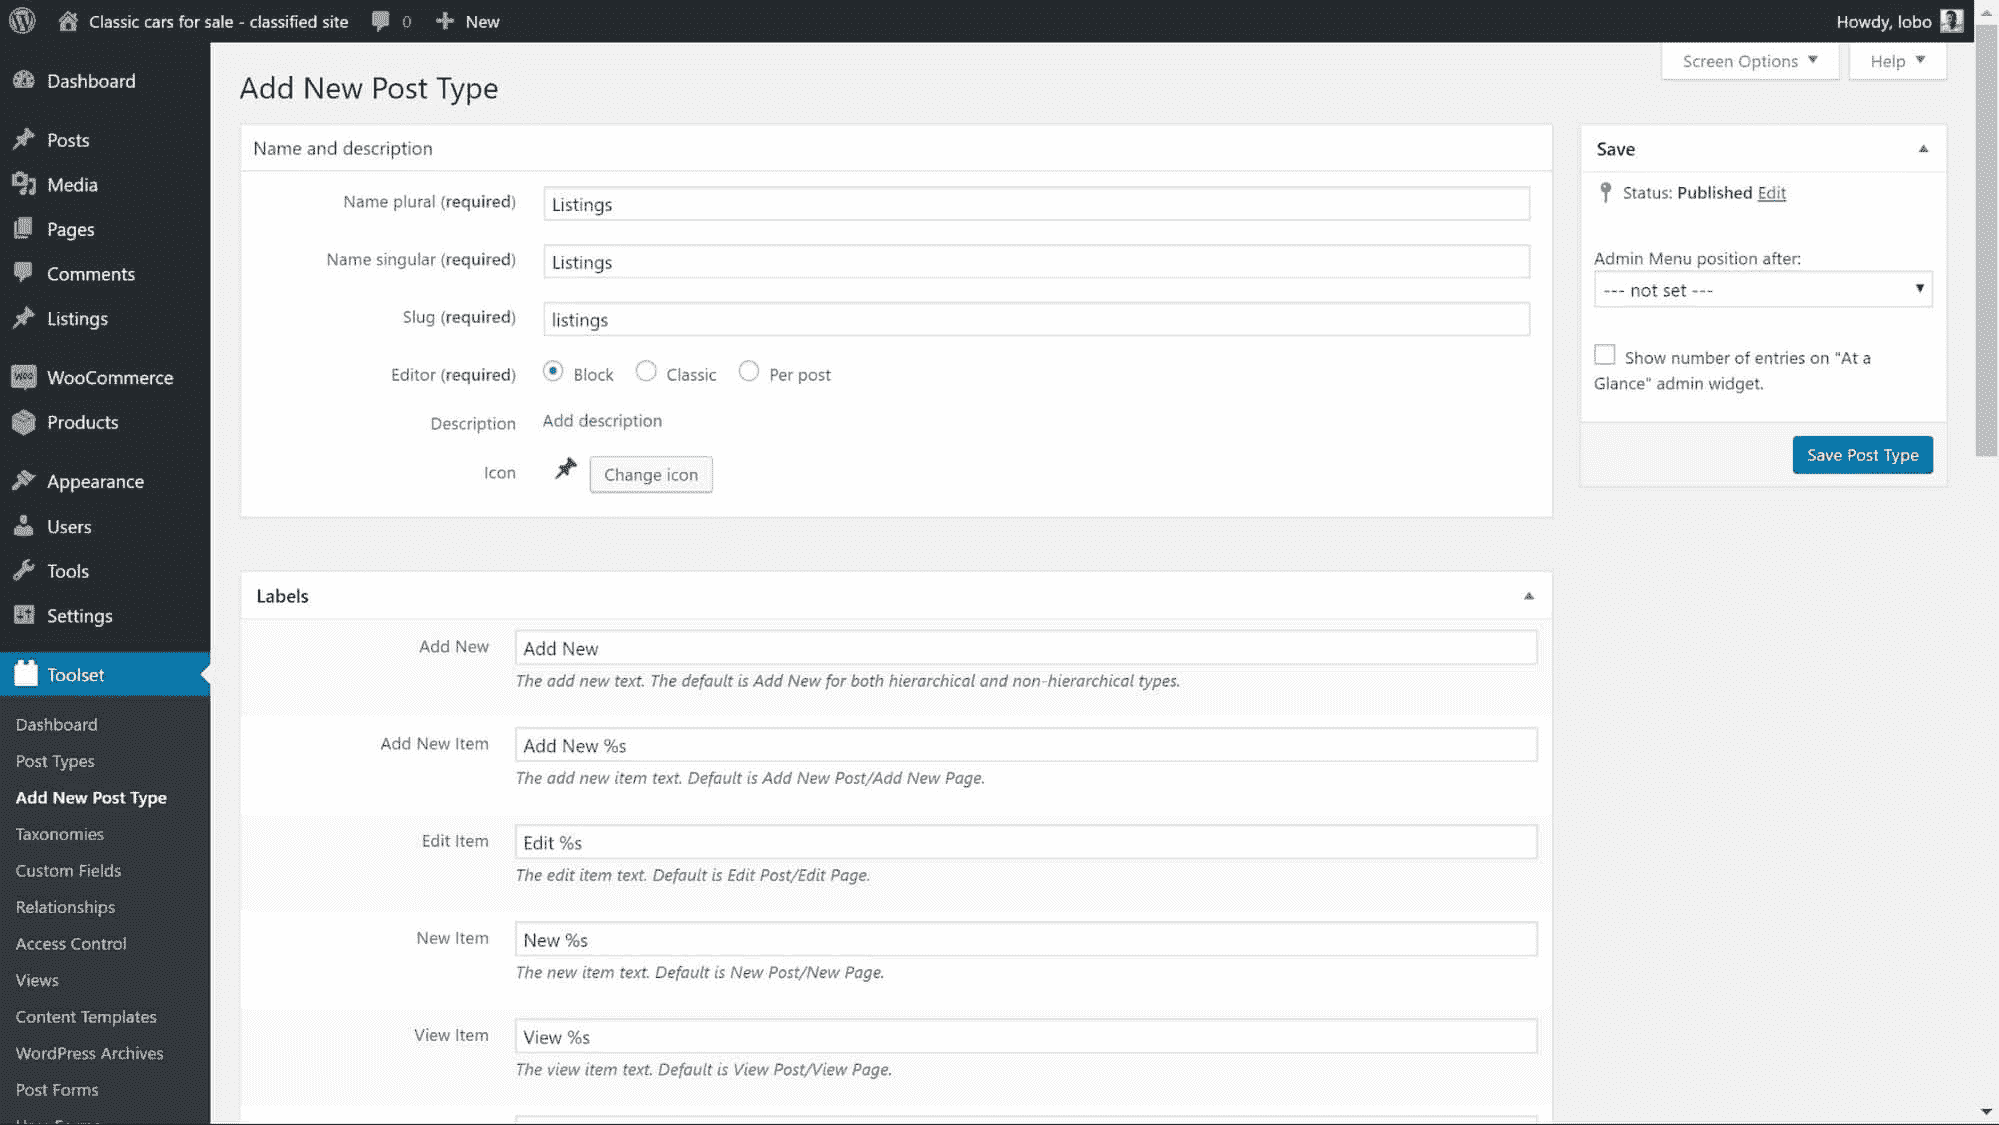 Classic cars for sale - classified site
0
New
Howdy, lobo
Dashboard
Posts
Media
Pages
Comments
Listings
WooCommerce
Products
Appearance
Users
Tools
Settings
Toolset
Dashboard
Post Types
Add New Post Type
Taxonomies
Custom Fields
Relationships
Access Control
Views
Content Templates
WordPress Archives
Post Forms
Screen Options
Help
Add New Post Type
Name and description
Name plural (required)
Listings
Name singular (required)
Listings
Slug (required)
listings
Editor (required)
Block
Classic
Per post
Description
Add description
Icon
Change icon
Labels
Add New
Add New
The add new text. The default is Add New for both hierarchical and non-hierarchical types.
Add New Item
Add New %s
The add new item text. Default is Add New Post/Add New Page.
Edit Item
Edit %s
The edit item text. Default is Edit Post/Edit Page.
New Item
New %s
The new item text. Default is New Post/New Page.
View Item
View %s
The view item text. Default is View Post/View Page.
Save
Status: Published Edit
Admin Menu position after:
--- not set ---
Show number of entries on "At a
Glance" admin widget.
Save Post Type